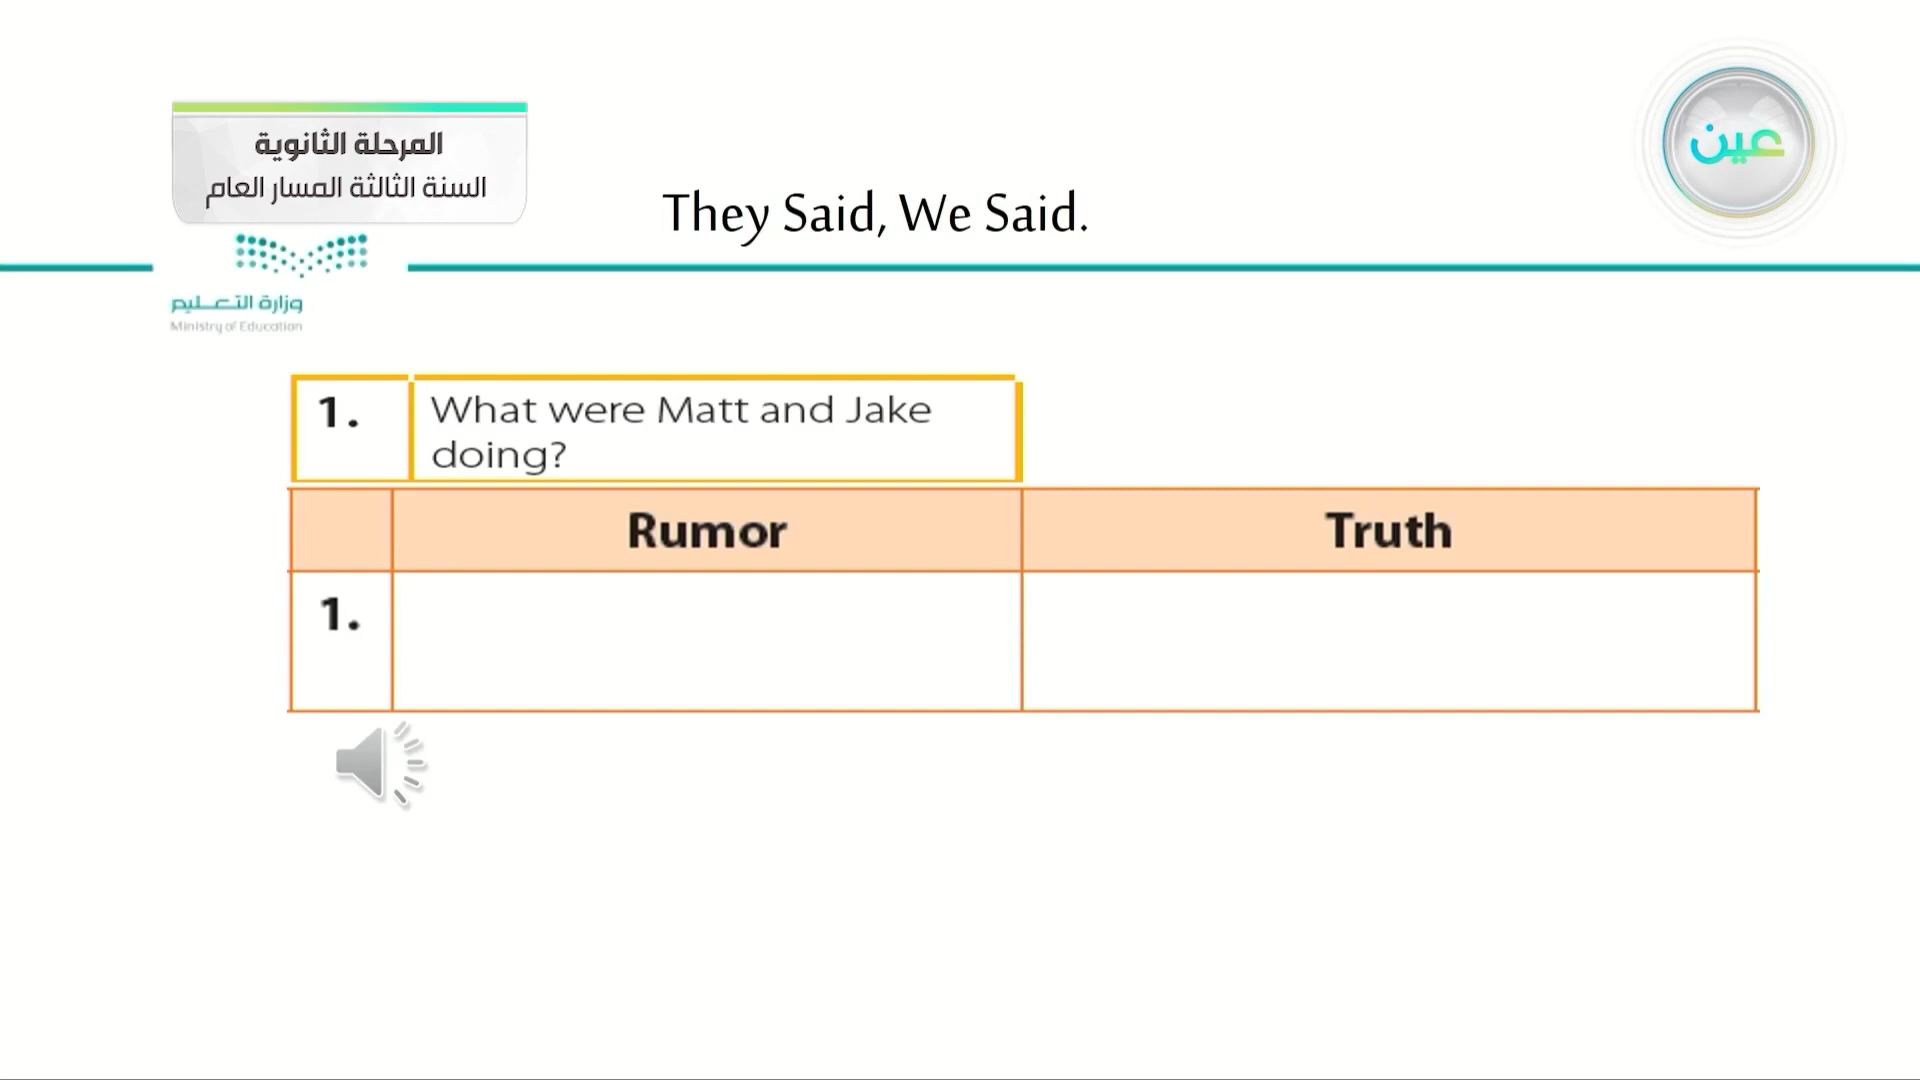 المرحلة الثانوية
السنة الثالثة المسار العام
عين
They Said, We Said.
وزارة التعليم
Ministry of Education
1. What were Matt and Jake
doing?
Rumor Truth
1.